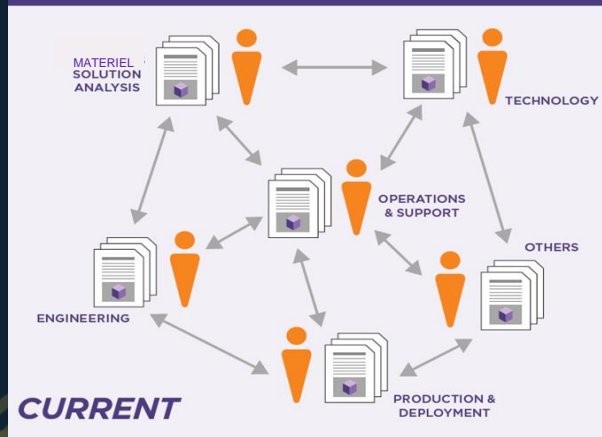 MATERIEL
SOLUTION
ANALYSIS
TECHNOLOGY
OPERATIONS
& SUPPORT
OTHERS
ENGINEERING
PRODUCTION &
DEPLOYMENT
CURRENT